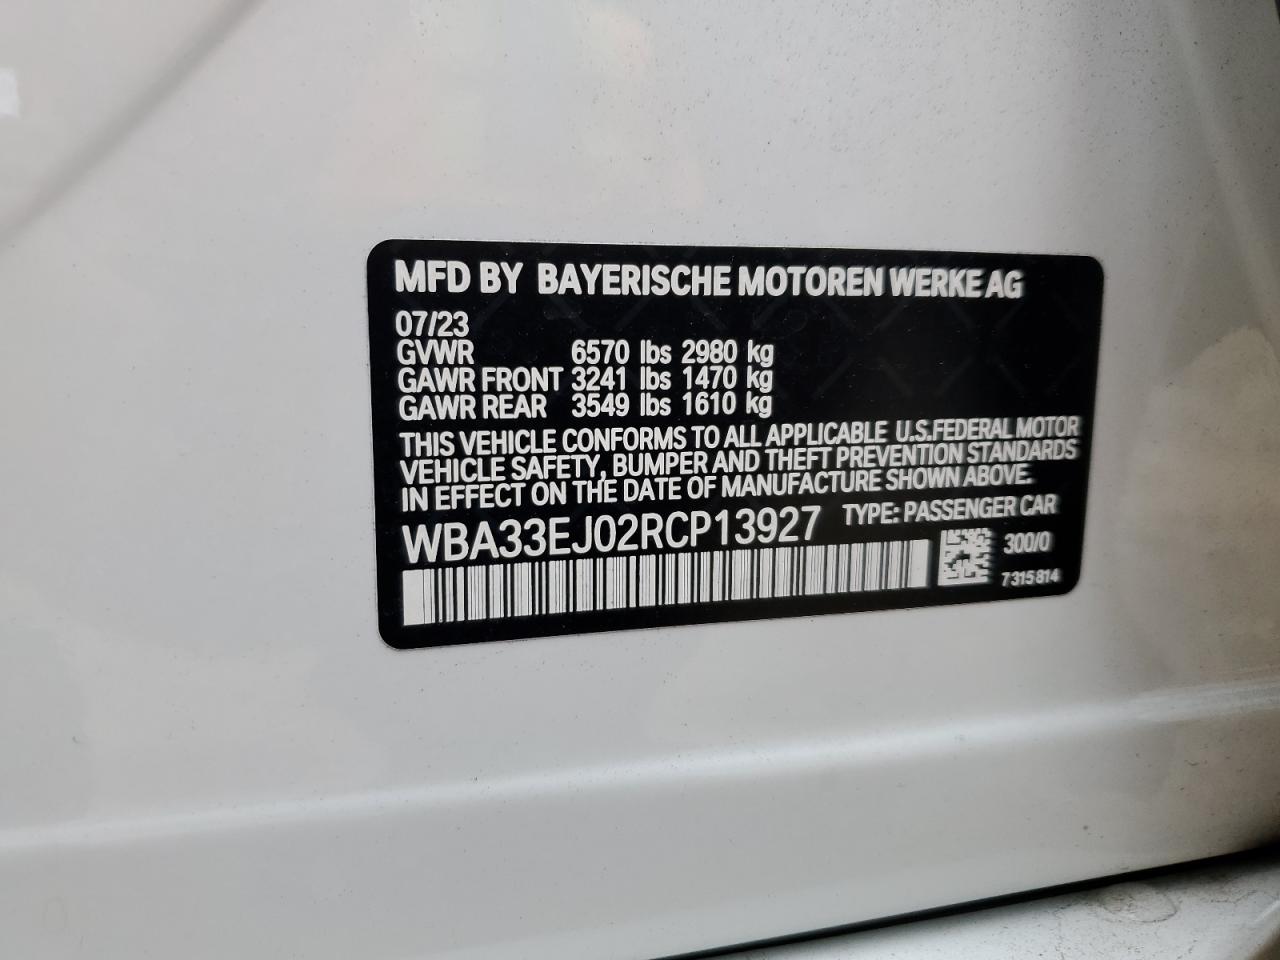 MFD BY BAYERISCHE MOTOREN WERKE AG
07/23
GVWR 6570 lbs 2980 kg
GAWR FRONT 3241 lbs 1470 kg
GAWR REAR 3549 lbs 1610 kg
THIS VEHICLE CONFORMS TO ALL APPLICABLE U.S.FEDERAL MOTOR
VEHICLE SAFETY, BUMPER AND THEFT PREVENTION STANDARDS
IN EFFECT ON THE DATE OF MANUFACTURE SHOWN ABOVE.
WBA33EJ02RCP13927 TYPE: PASSENGER CAR
300/0
7315814